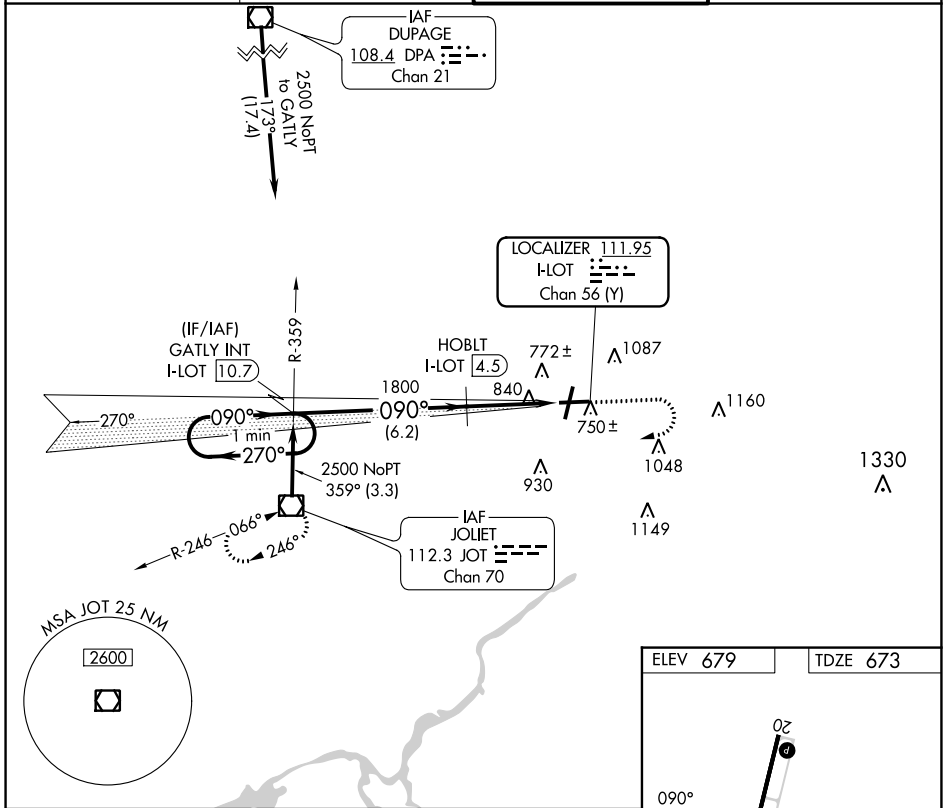 IAF
DUPAGE
108.4 DPA
Chan 21
2500 NoPT
to GATLY
173°
(17.4)
LOCALIZER 111.95
I-LOT
Chan 56 (Y)
R-359
(IF/IAF)
GATLY INT
I-LOT 10.7
HOBLT
I-LOT 4.5
772 ±
1087
840
1800
090°
(6.2)
270°
090°
1 min
270°
750 ±
1160
1048
1330
930
1149
2500 NoPT
359° (3.3)
IAF
JOLIET
112.3 JOT
Chan 70
R-246
066°
246°
MSA JOT 25 NM
2600
ELEV 679
TDZE 673
20
P
090°